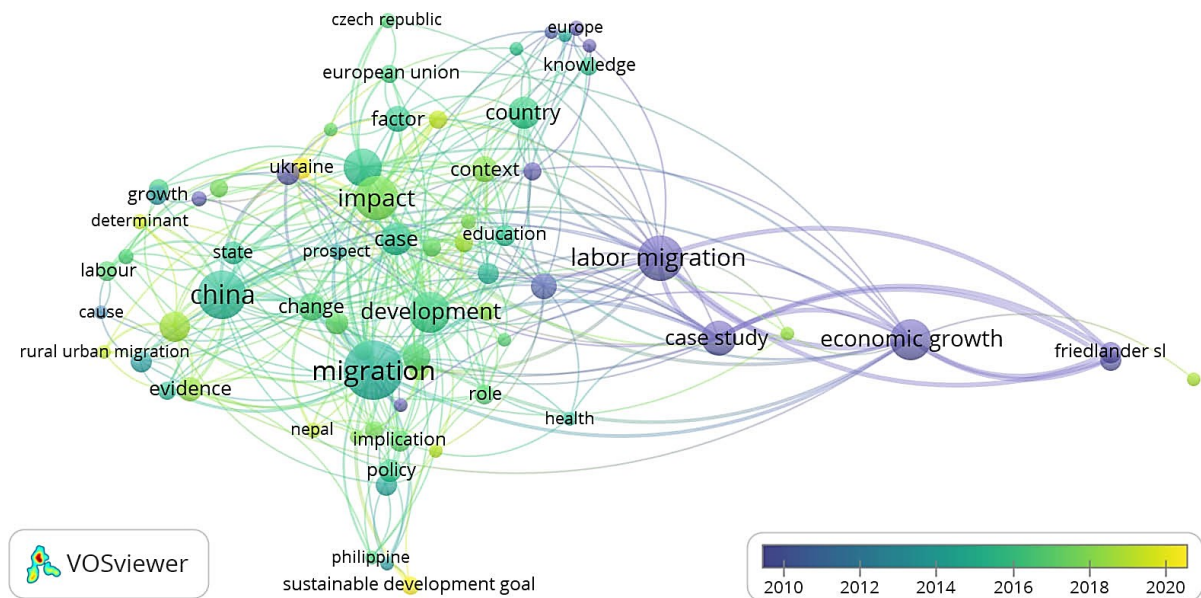 czech republic
europe
knowledge
european union
country
factor
ukraine
context
growth
impact
determinant
case
education
state
prospect
labor migration
labour
china
change
development
cause
case study
economic growth
rural urban migration
friedlander sl
migration
evidence
role
health
nepal
implication
policy
philippine
sustainable development goal
VOSviewer
2010 2012 2014 2016 2018 2020